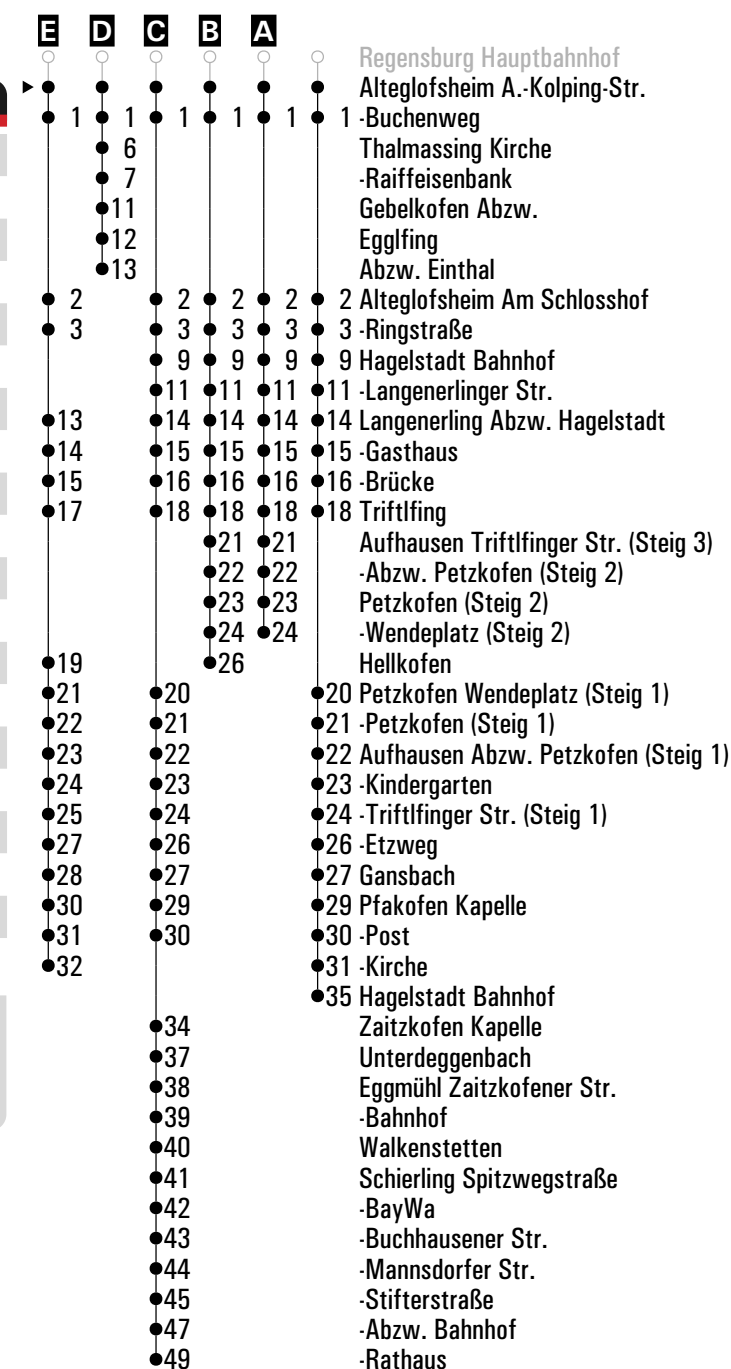 E D C B A
Regensburg Hauptbahnhof
Alteglofsheim A.-Kolping-Str.
1 1 1 1 1 1 -Buchenweg
6 Thalmassing Kirche
7 -Raiffeisenbank
11 Gebelkofen Abzw.
12 Egglfing
13 Abzw. Einthal
2 2 2 2 2 Alteglofsheim Am Schlosshof
3 3 3 3 3 -Ringstraße
9 9 9 9 Hagelstadt Bahnhof
11 11 11 11 -Langenerlinger Str.
13 14 14 14 14 Langenerling Abzw. Hagelstadt
14 15 15 15 15 -Gasthaus
15 16 16 16 16 -Brücke
17 18 18 18 18 Triftlfing
21 21 Aufhausen Triftlfinger Str. (Steig 3)
22 22 -Abzw. Petzkofen (Steig 2)
23 23 Petzkofen (Steig 2)
24 24 -Wendeplatz (Steig 2)
19 26 Hellkofen
21 20 20 Petzkofen Wendeplatz (Steig 1)
22 21 21 -Petzkofen (Steig 1)
23 22 22 Aufhausen Abzw. Petzkofen (Steig 1)
24 23 23 -Kindergarten
25 24 24 -Triftlfinger Str. (Steig 1)
27 26 26 -Etzweg
28 27 27 Gansbach
30 29 29 Pfakofen Kapelle
31 30 30 -Post
32 31 -Kirche
35 Hagelstadt Bahnhof
34 Zaitzkofen Kapelle
37 Unterdeggenbach
38 Eggmühl Zaitzkofener Str.
39 -Bahnhof
40 Walkenstetten
41 Schierling Spitzwegstraße
42 -BayWa
43 -Buchhausener Str.
44 -Mannsdorfer Str.
45 -Stifterstraße
47 -Abzw. Bahnhof
49 -Rathaus